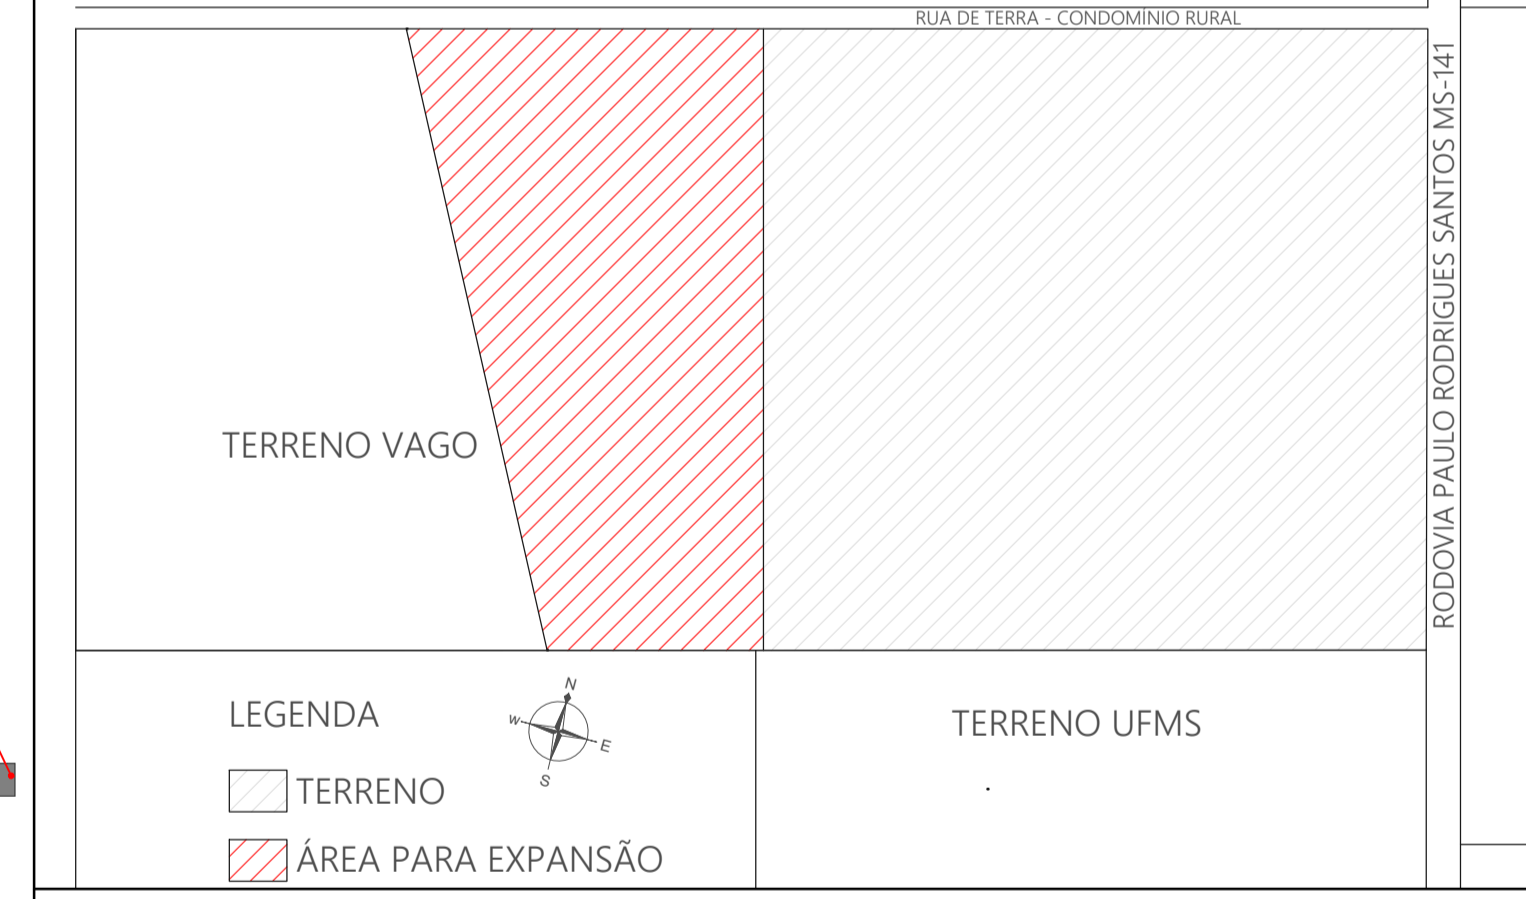 RUA DE TERRA - CONDOMÍNIO RURAL
RODOVIA PAULO RODRIGUES SANTOS MS-141
TERRENO VAGO
LEGENDA
N
W
E
S
TERRENO UFMS
TERRENO
ÁREA PARA EXPANSÃO